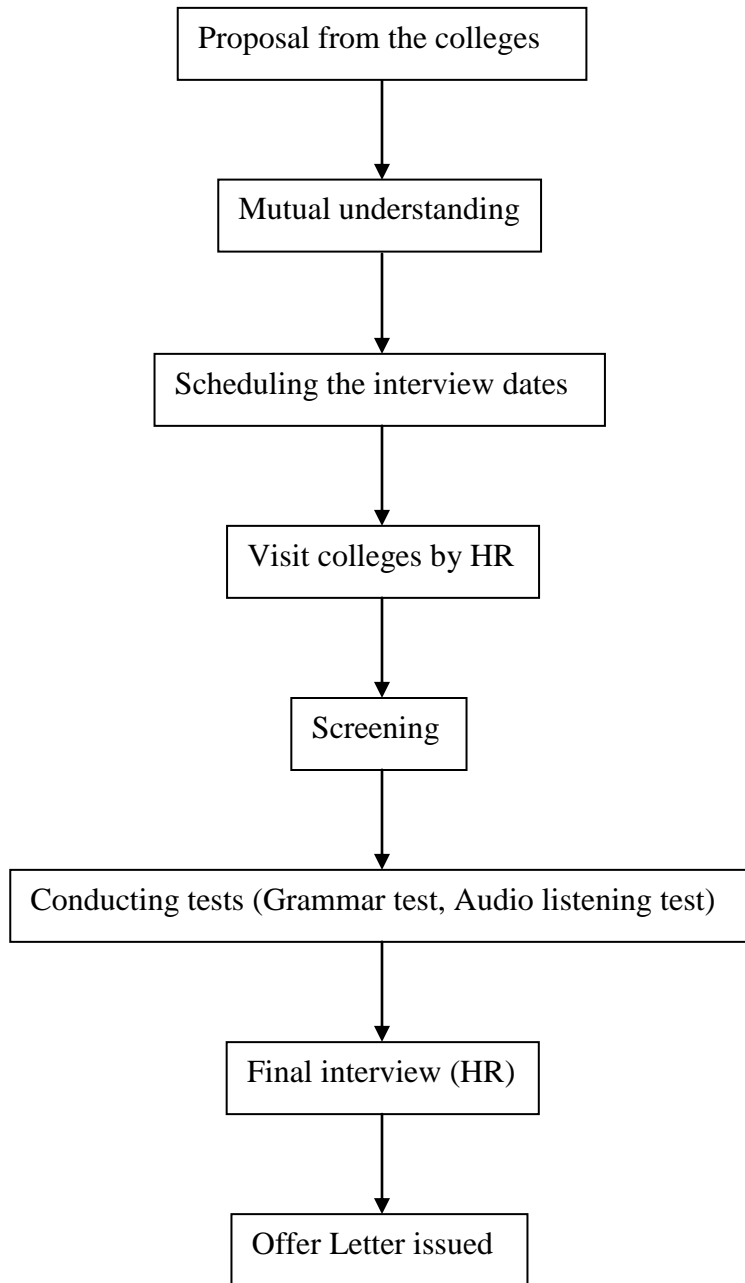 Proposal from the colleges
Mutual understanding
Scheduling the interview dates
Visit colleges by HR
Screening
Conducting tests (Grammar test, Audio listening test)
Final interview (HR)
Offer Letter issued